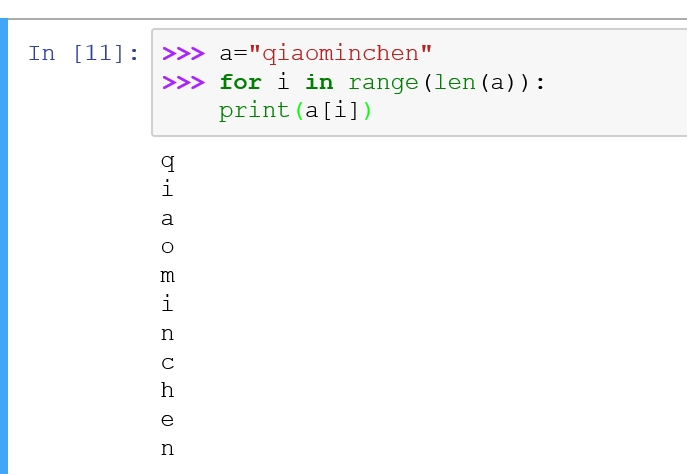 In [11]: >>> a="qiaominchen"
>>> for i in range(len(a)):
    print(a[i])
q
i
a
o
m
i
n
c
h
e
n